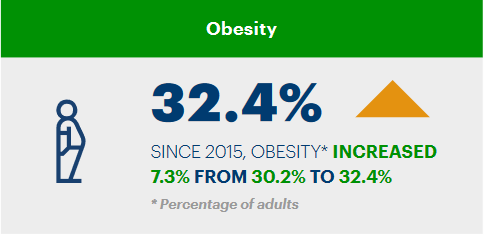 Obesity
32.4%
SINCE 2015, OBESITY* INCREASED
7.3% FROM 30.2% TO 32.4%
* Percentage of adults